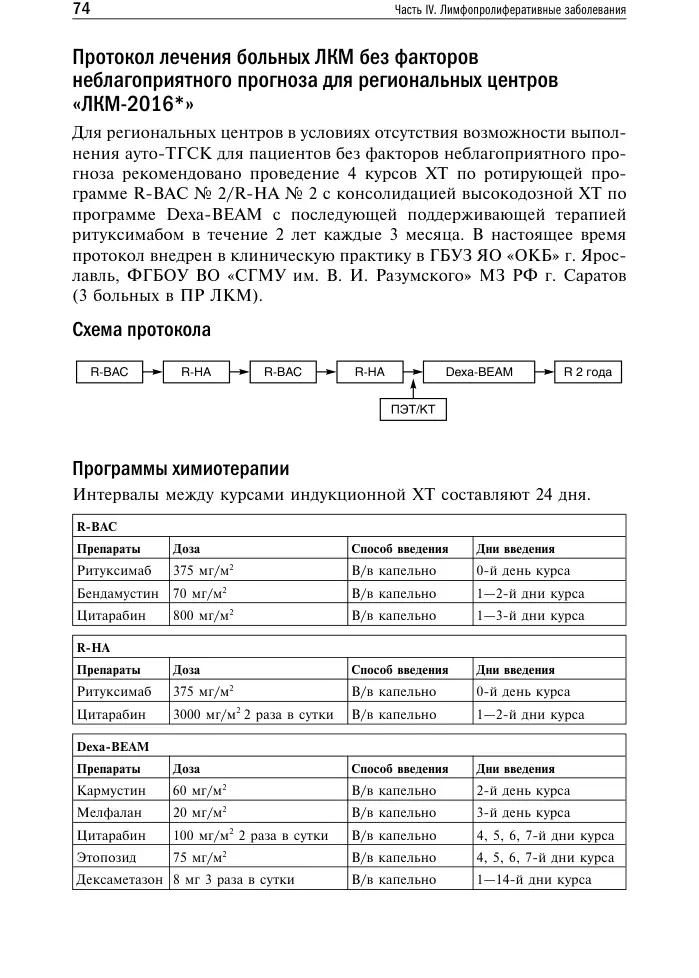 74
Часть IV. Лимфопролиферативные заболевания
Протокол лечения больных ЛКМ без факторов
неблагоприятного прогноза для региональных центров
«ЛКМ-2016*»
Для региональных центров в условиях отсутствия возможности выпол-
нения ауто-ТГСК для пациентов без факторов неблагоприятного про-
гноза рекомендовано проведение 4 курсов ХТ по ротирующей про-
грамме R-BAC № 2/R-HA № 2 с консолидацией высокодозной ХТ по
программе Dexa-BEAM с последующей поддерживающей терапией
ритуксимабом в течение 2 лет каждые 3 месяца. В настоящее время
протокол внедрен в клиническую практику в ГБУЗ ЯО «ОКБ» г. Ярос-
лавль, ФГБОУ ВО «СГМУ им. В. И. Разумского» МЗ РФ г. Саратов
(3 больных в ПР ЛКМ).
Схема протокола
R-BAC R-HA R-BAC R-HA Dexa-BEAM R 2 года
ПЭТ/КТ
Программы химиотерапии
Интервалы между курсами индукционной ХТ составляют 24 дня.
R-BAC
Препараты Доза Способ введения Дни введения
Ритуксимаб 375 мг/м² В/в капельно 0-й день курса
Бендамустин 70 мг/м² В/в капельно 1—2-й дни курса
Цитарабин 800 мг/м² В/в капельно 1—3-й дни курса
R-HA
Препараты Доза Способ введения Дни введения
Ритуксимаб 375 мг/м² В/в капельно 0-й день курса
Цитарабин 3000 мг/м² 2 раза в сутки В/в капельно 1—2-й дни курса
Dexa-BEAM
Препараты Доза Способ введения Дни введения
Кармустин 60 мг/м² В/в капельно 2-й день курса
Мелфалан 20 мг/м² В/в капельно 3-й день курса
Цитарабин 100 мг/м² 2 раза в сутки В/в капельно 4, 5, 6, 7-й дни курса
Этопозид 75 мг/м² В/в капельно 4, 5, 6, 7-й дни курса
Дексаметазон 8 мг 3 раза в сутки В/в капельно 1—14-й дни курса